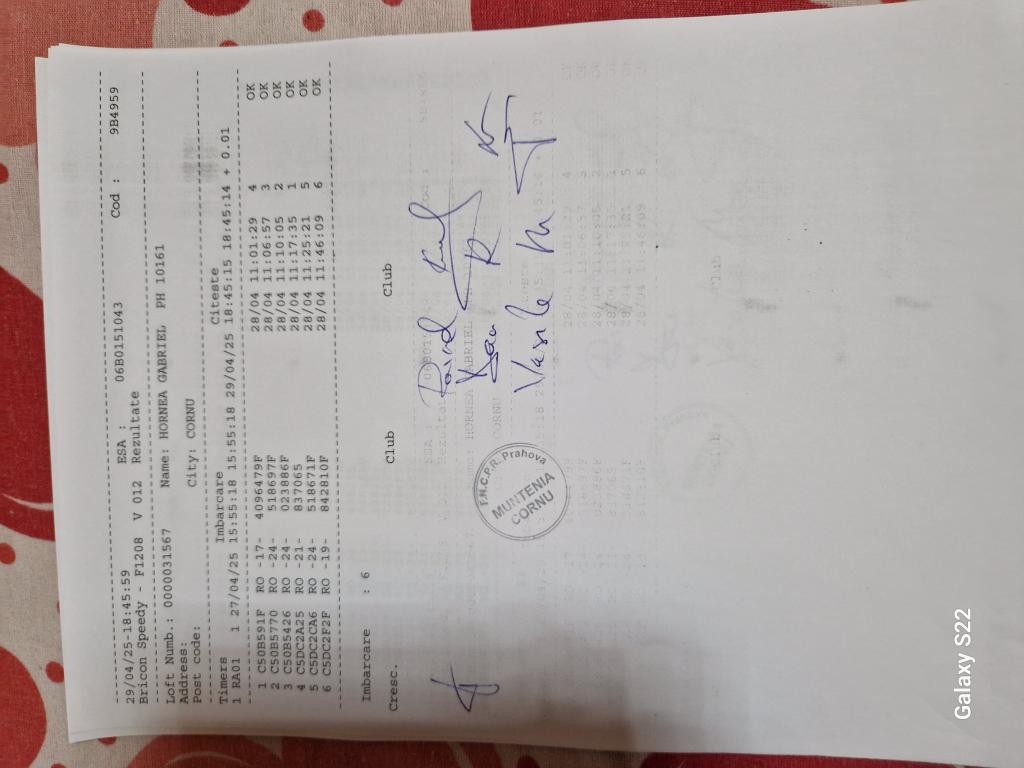 29/04/25-18:45:59 ESA : 06B0151043 Cod : 9B4959
Bricon Speedy - F1208 V 012 Rezultate
Loft Numb.: 0000031567 Name: HORNEA GABRIEL PH 10161
Address:
Post code: City: CORNU
Timers Imbarcare Citeste
1 RA01 1 27/04/25 15:55:18 15:55:18 29/04/25 18:45:15 18:45:14 + 0.01
1 C50B591F RO -17- 4096479F 28/04 11:01:29 4 OK
2 C50B5770 RO -24- 518697F 28/04 11:06:57 3 OK
3 C50B5426 RO -24- 023886F 28/04 11:10:05 2 OK
4 C5DC2A25 RO -21- 837065 28/04 11:17:35 1 OK
5 C5DC2CA6 RO -24- 518671F 28/04 11:25:21 5 OK
6 C5DC2F2F RO -19- 842810F 28/04 11:46:09 6 OK
Imbarcare : 6
Cresc. Club Club
F.N.C.P.R. Prahova
MUNTENIA
CORNU
Vasile M
Galaxy S22